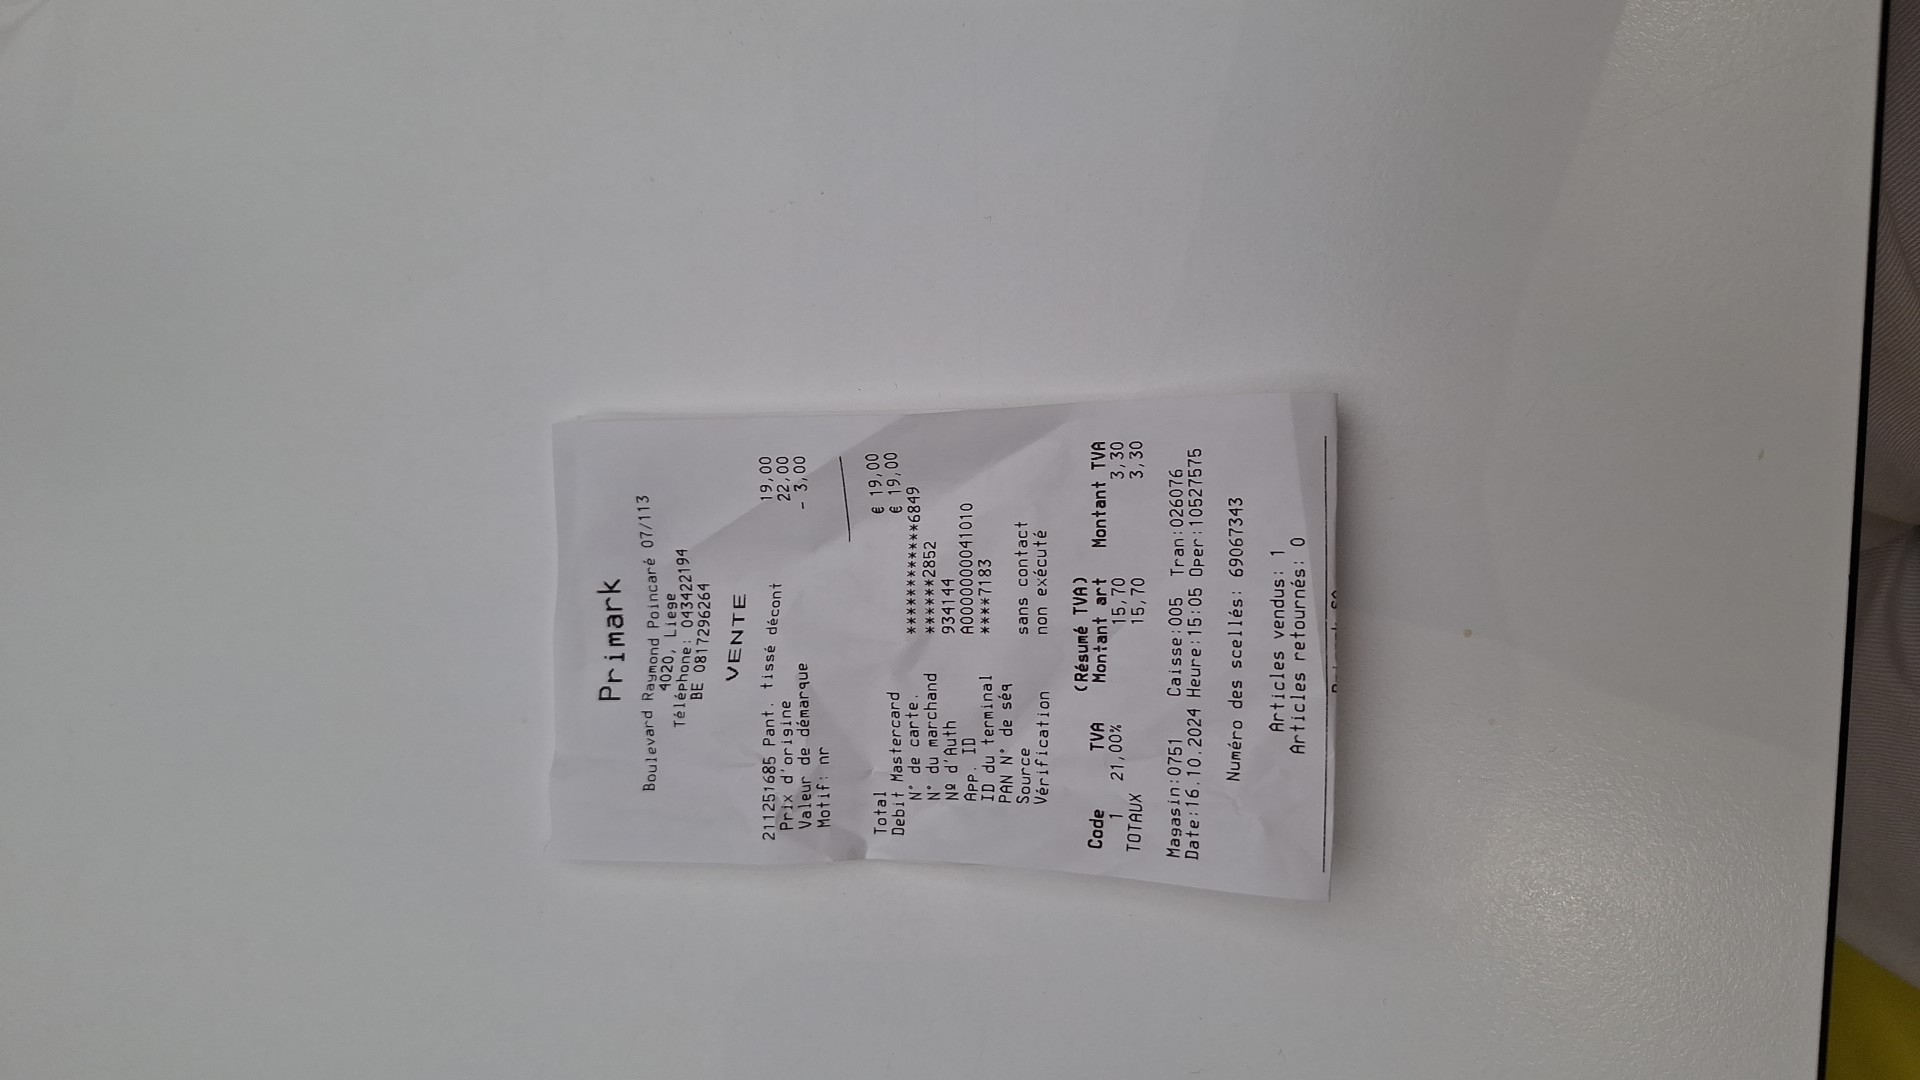 Primark
Boulevard Raymond Poincaré 07/113
4020, Liege
Téléphone: 043422194
BE 0817296264
VENTE
211251685 Pant. tissé décont 19,00
Prix d'origine 22,00
Valeur de démarque - 3,00
Motif: nr
Total € 19,00
Debit Mastercard € 19,00
N° de carte. ************6849
N° du marchand ******2852
Nº d'Auth 934144
App. ID A0000000041010
ID du terminal ****7183
PAN N° de séq
Source sans contact
Vérification non exécuté
(Résumé TVA)
Code TVA Montant art Montant TVA
1 21,00% 15,70 3,30
TOTAUX 15,70 3,30
Magasin:0751 Caisse:005 Tran:026076
Date:16.10.2024 Heure:15:05 Oper:10527575
Numéro des scellés: 69067343
Articles vendus: 1
Articles retournés: 0